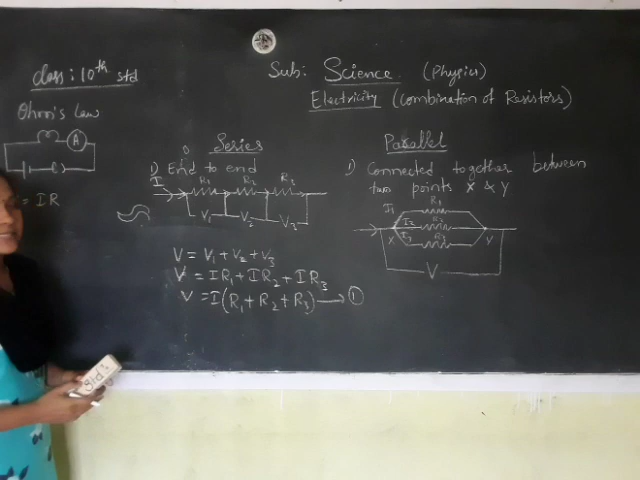 class: 10th std
Sub: Science (Physics)
Electricity (combination of Resistors)
Ohm's Law
A
= IR
Series
1) End to end
I R1 R2 R3
V1 V2 V3
V = V1 + V2 + V3
V = IR1 + IR2 + IR3
V = I(R1 + R2 + R3) → 1
Parallel
1) Connected together between
two points X & Y
R1
I1
I2 R2
I3 R3
X Y
V